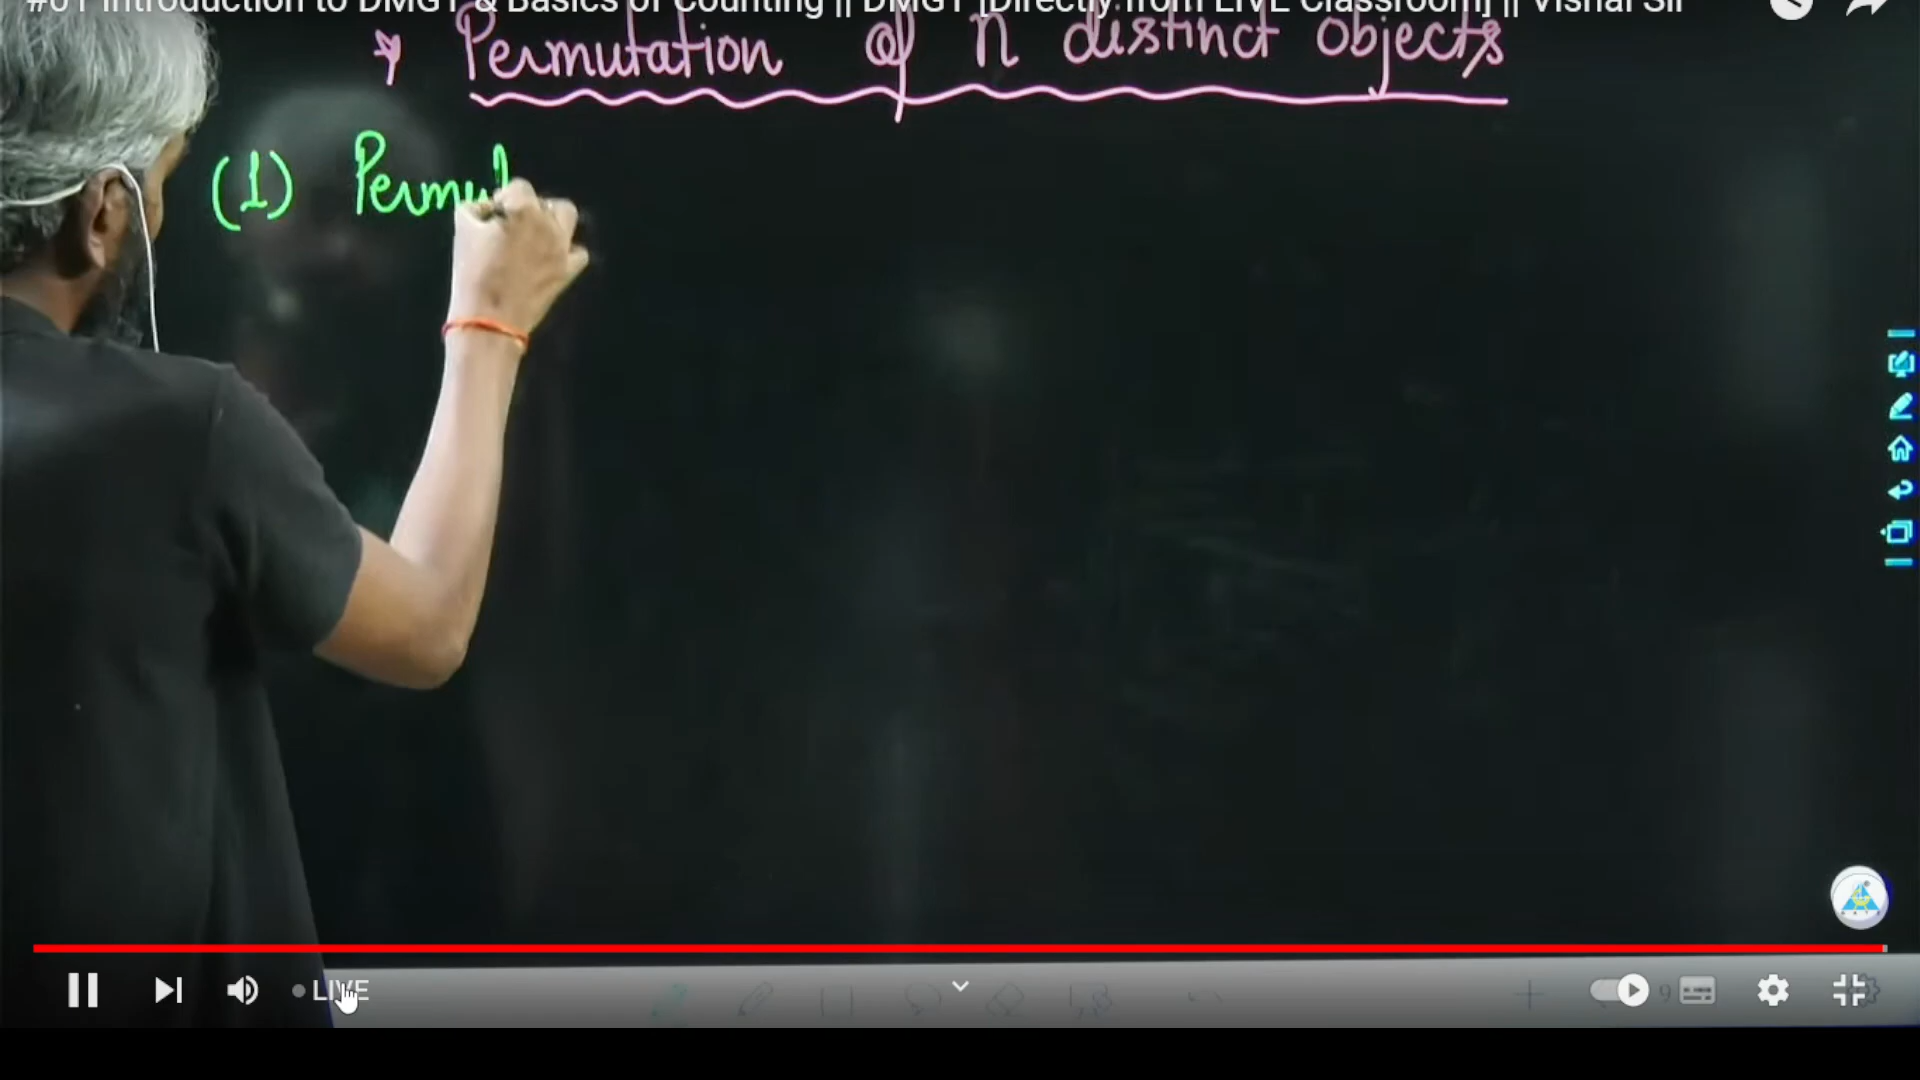 #01 Introduction to DMGT & Basics of Counting || DMGT [Directly from LIVE Classroom] || Vishal Sir
* Permutation of n distinct objects
(1) Permut
LIVE